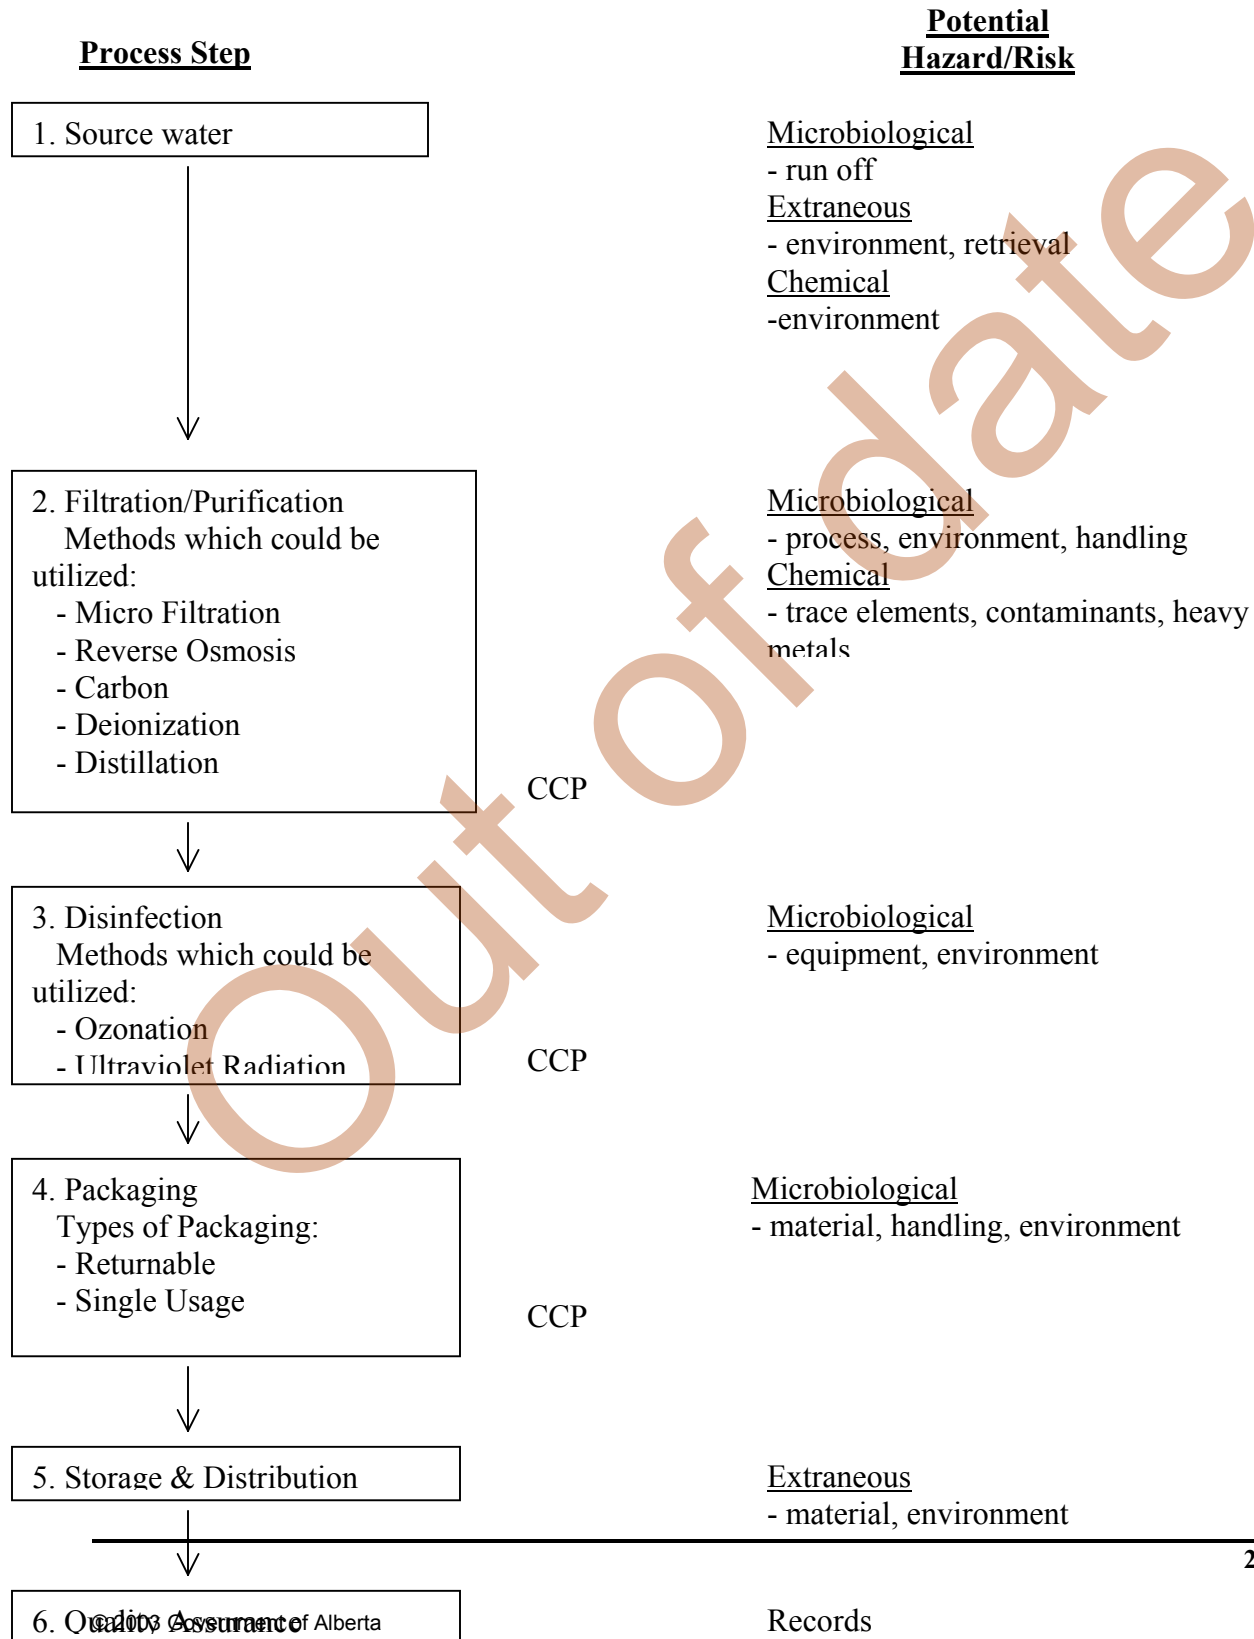 Process Step
Potential
Hazard/Risk
1. Source water
Microbiological
- run off
Extraneous
- environment, retrieval
Chemical
-environment
2. Filtration/Purification
Methods which could be
utilized:
- Micro Filtration
- Reverse Osmosis
- Carbon
- Deionization
- Distillation
CCP
Microbiological
- process, environment, handling
Chemical
- trace elements, contaminants, heavy
metals
3. Disinfection
Methods which could be
utilized:
- Ozonation
- Ultraviolet Radiation
CCP
Microbiological
- equipment, environment
4. Packaging
Types of Packaging:
- Returnable
- Single Usage
CCP
Microbiological
- material, handling, environment
5. Storage & Distribution
Extraneous
- material, environment
2
6. Quality Assurance
© 2003 Government of Alberta
Records
Out of date